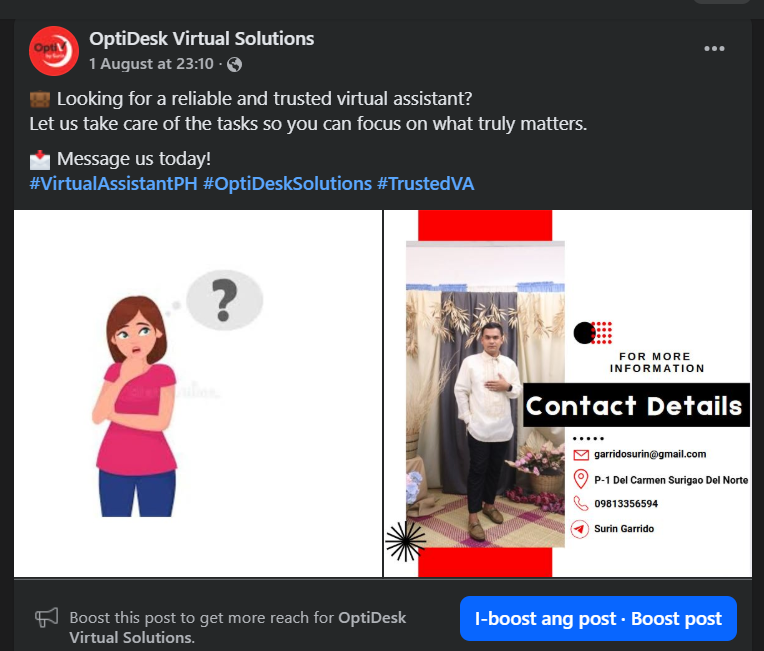 OptiV
OptiDesk Virtual Solutions
1 August at 23:10 ·
Looking for a reliable and trusted virtual assistant?
Let us take care of the tasks so you can focus on what truly matters.
Message us today!
#VirtualAssistantPH #OptiDeskSolutions #TrustedVA
?
FOR MORE
INFORMATION
Contact Details
garridosurin@gmail.com
P-1 Del Carmen Surigao Del Norte
09813356594
Surin Garrido
Boost this post to get more reach for OptiDesk
Virtual Solutions.
I-boost ang post · Boost post